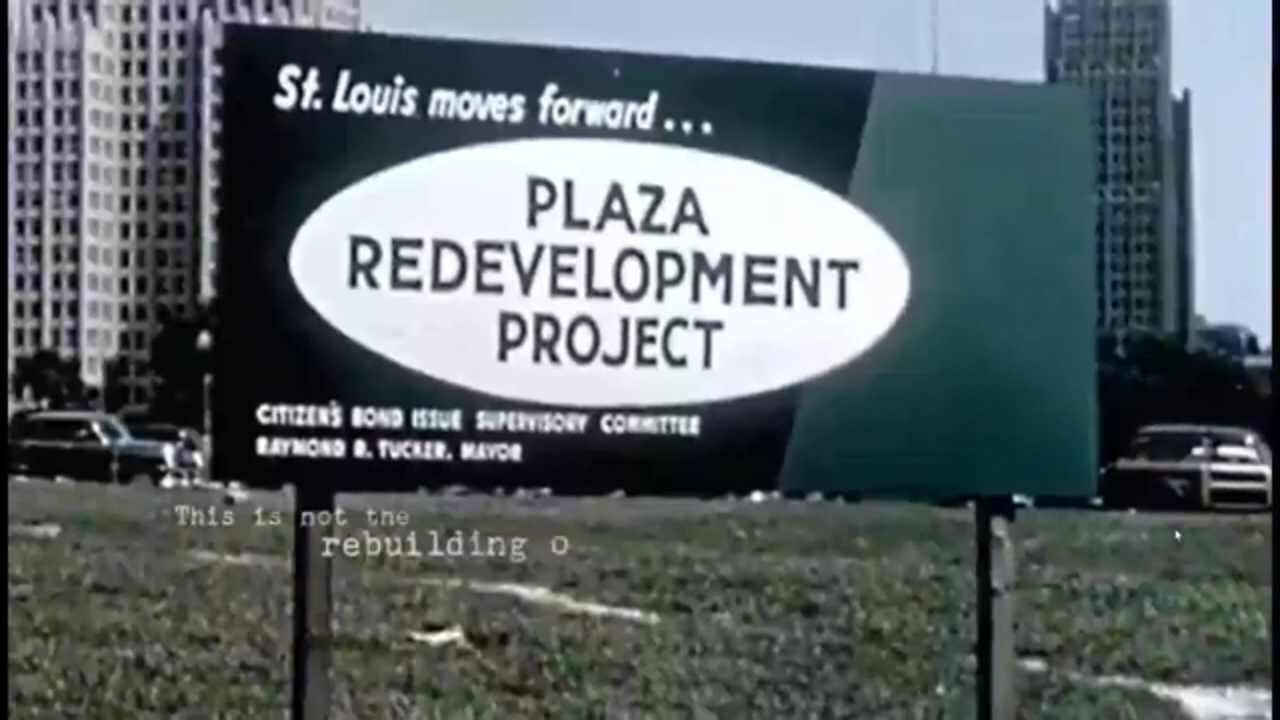 St. Louis moves forward...
PLAZA
REDEVELOPMENT
PROJECT
CITIZEN'S BOND ISSUE SUPERVISORY COMMITTEE
RAYMOND R. TUCKER, MAYOR
This is not the
rebuilding o